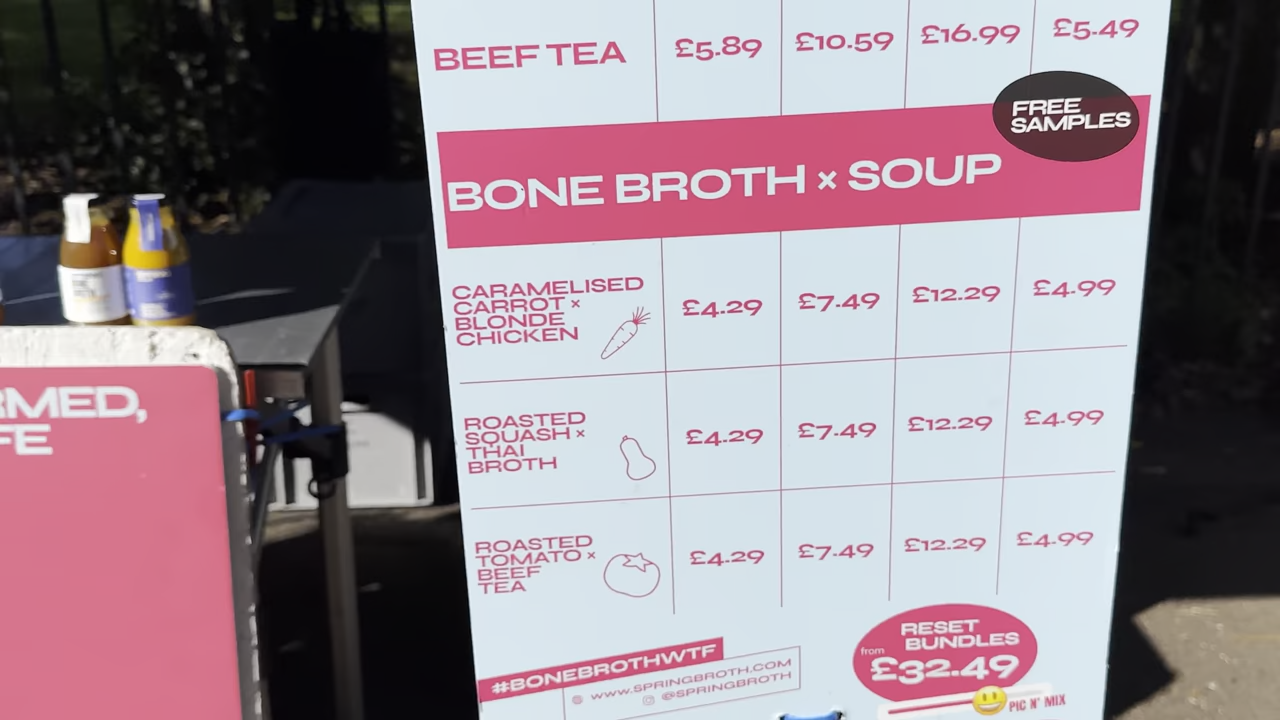 BEEF TEA £5.89 £10.59 £16.99 £5.49
FREE
SAMPLES
BONE BROTH × SOUP
CARAMELISED
CARROT ×
BLONDE
CHICKEN
£4.29 £7.49 £12.29 £4.99
ROASTED
SQUASH ×
THAI
BROTH
£4.29 £7.49 £12.29 £4.99
ROASTED
TOMATO ×
BEEF
TEA
£4.29 £7.49 £12.29 £4.99
RESET
BUNDLES
from
£32.49
#BONEBROTHWTF
WWW.SPRINGBROTH.COM
@SPRINGBROTH
PIC N' MIX
RMED,
FE